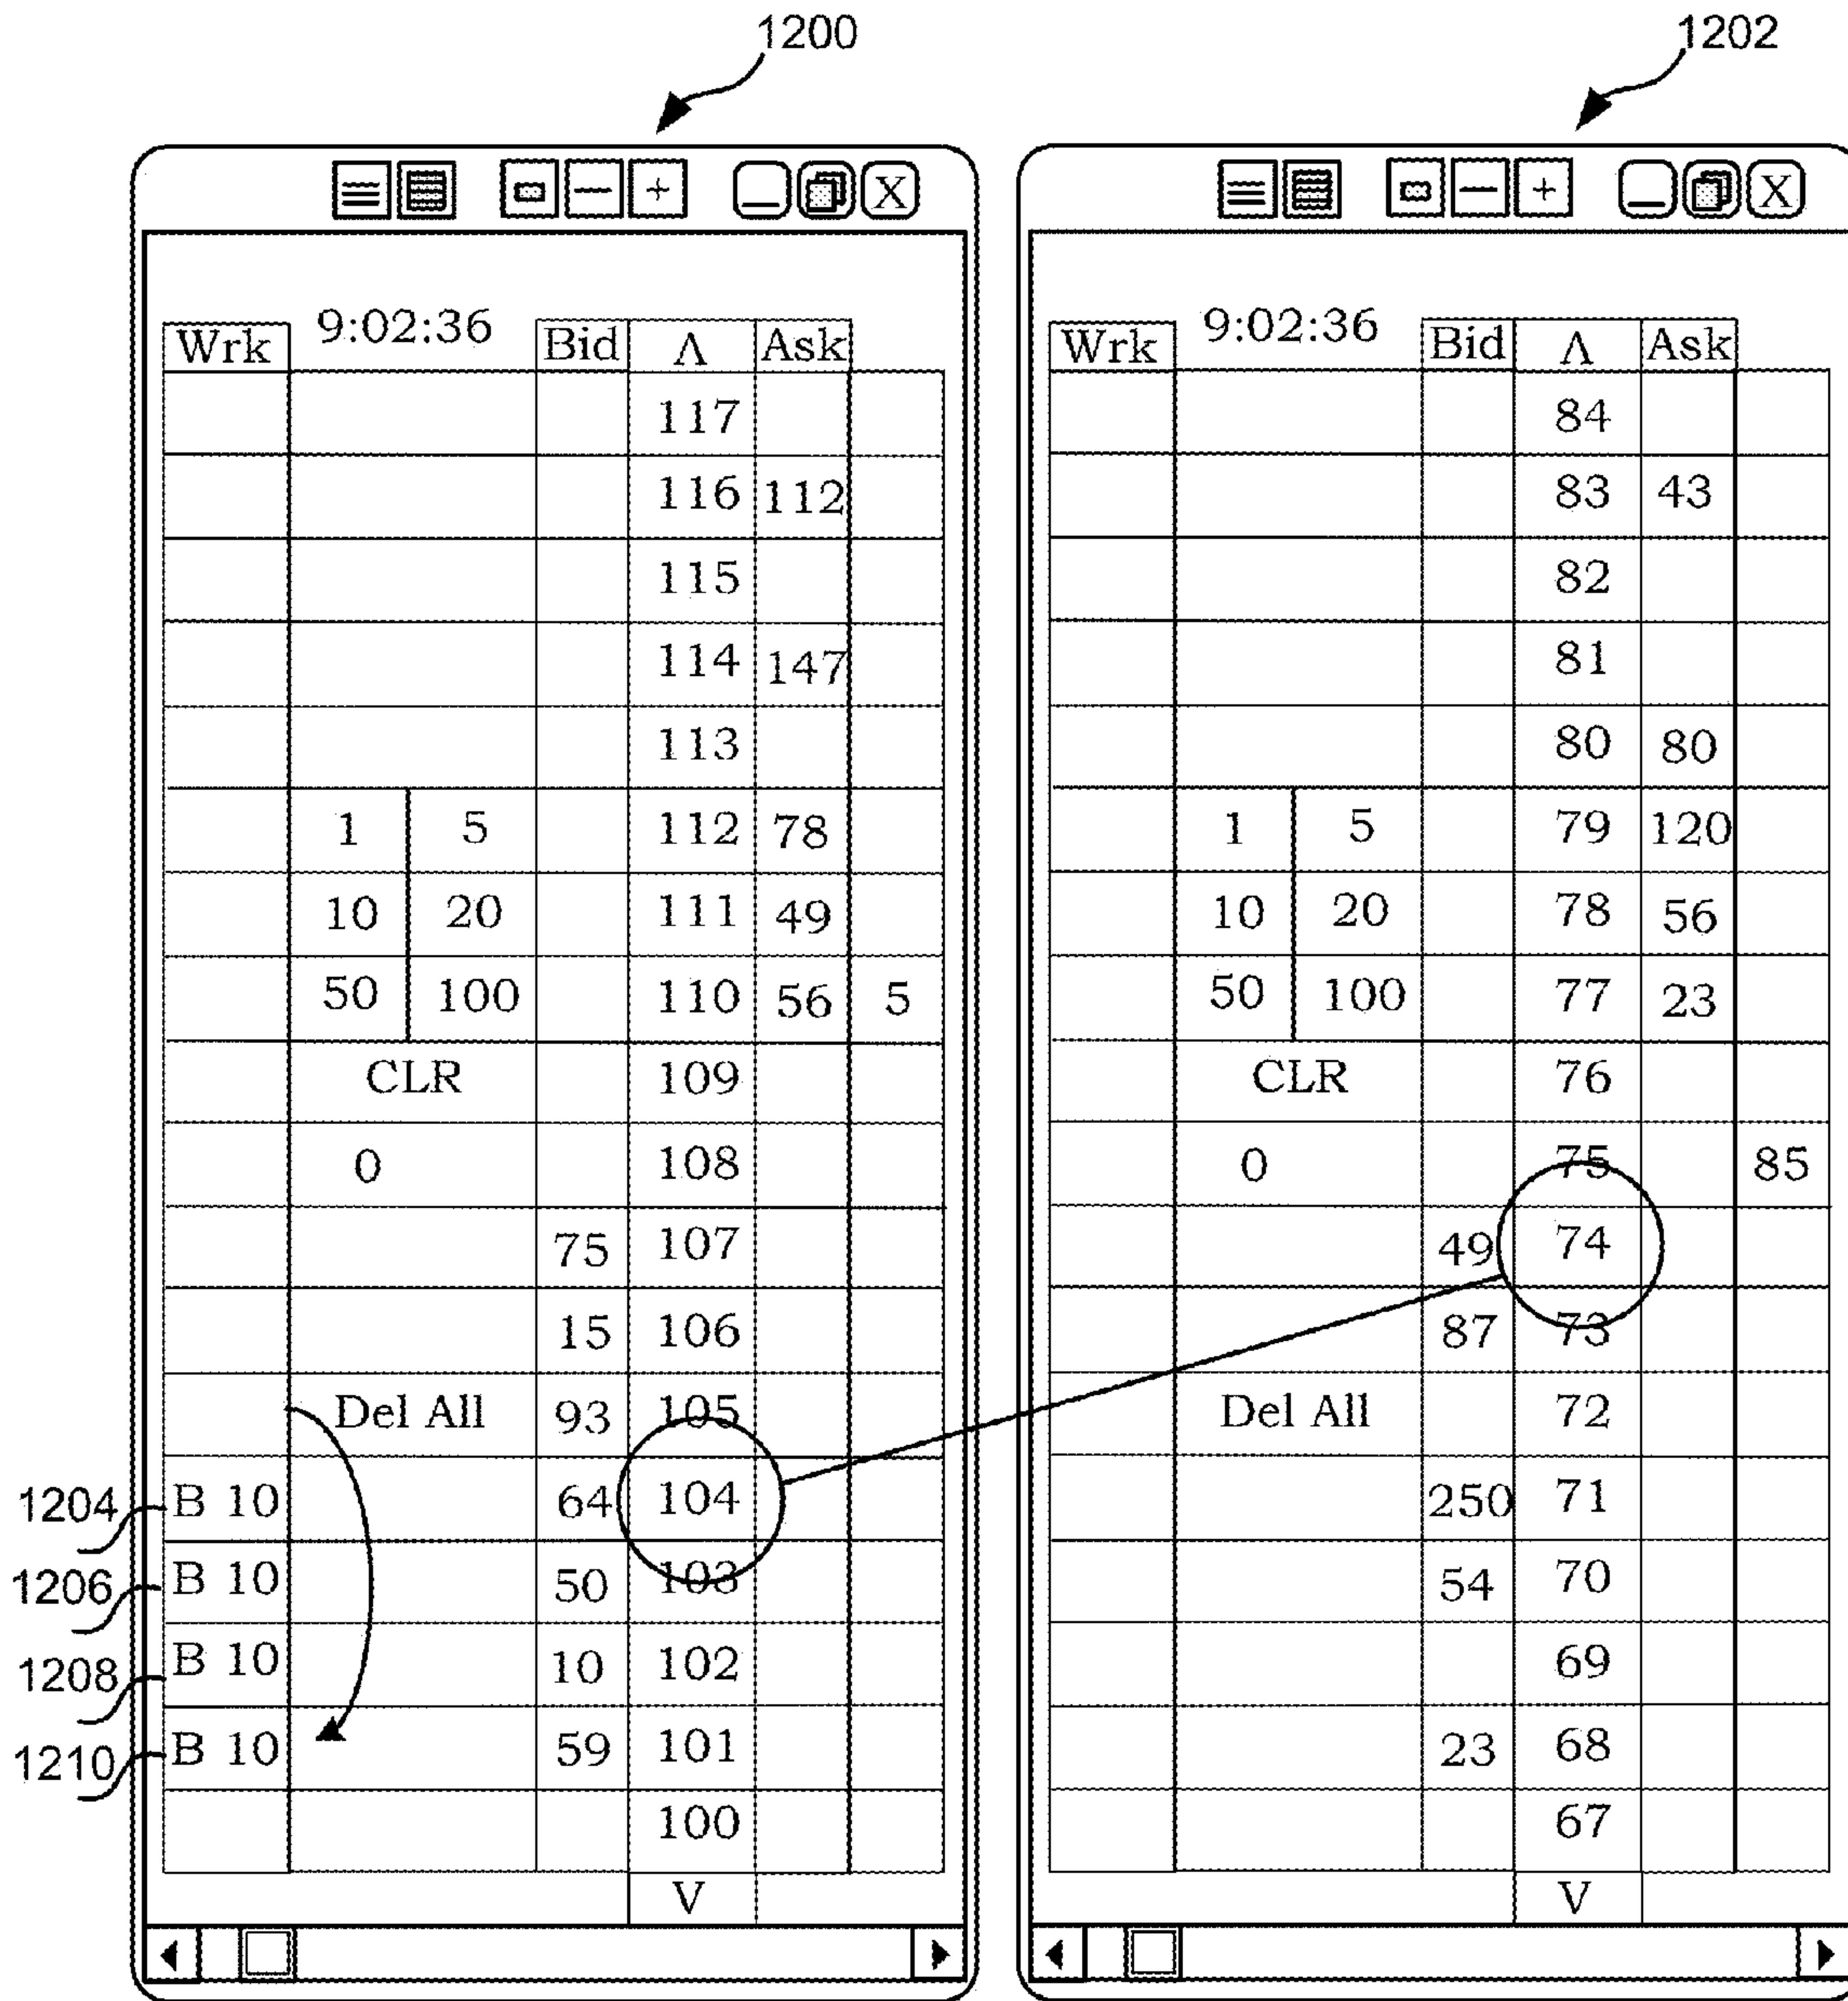 1200 1202
X X
9:02:36 9:02:36
Wrk Bid Λ Ask Wrk Bid Λ Ask
117 84
116 112 83 43
115 82
114 147 81
113 80 80
1 5 112 78 1 5 79 120
10 20 111 49 10 20 78 56
50 100 110 56 5 50 100 77 23
CLR 109 CLR 76
0 108 0 75 85
75 107 49 74
15 106 87 73
Del All 93 105 Del All 72
1204 B 10 64 104 250 71
1206 B 10 50 103 54 70
1208 B 10 10 102 69
1210 B 10 59 101 23 68
100 67
V V